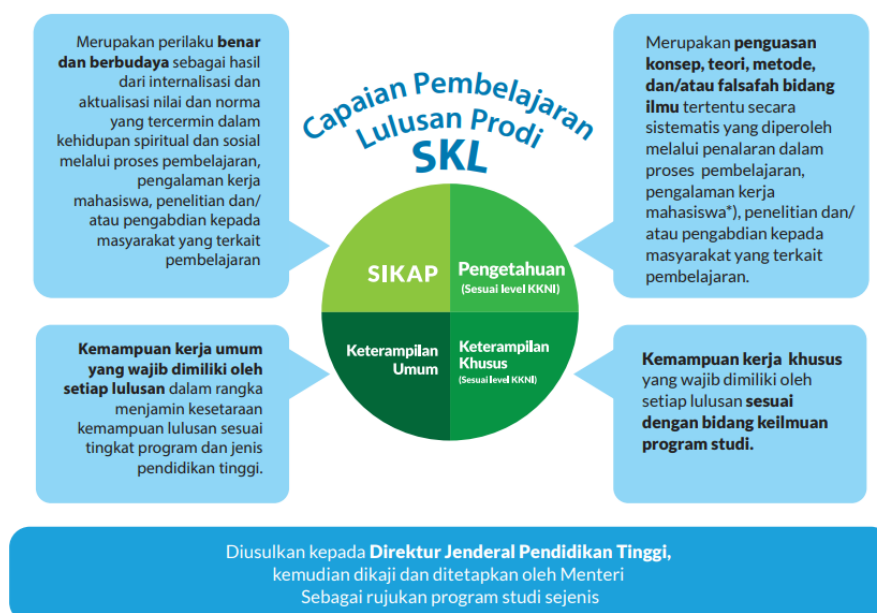 Capaian Pembelajaran
Lulusan Prodi
SKL
Merupakan perilaku benar
dan berbudaya sebagai hasil
dari internalisasi dan
aktualisasi nilai dan norma
yang tercermin dalam
kehidupan spiritual dan sosial
melalui proses pembelajaran,
pengalaman kerja
mahasiswa, penelitian dan/
atau pengabdian kepada
masyarakat yang terkait
pembelajaran
Merupakan penguasan
konsep, teori, metode,
dan/atau falsafah bidang
ilmu tertentu secara
sistematis yang diperoleh
melalui penalaran dalam
proses pembelajaran,
pengalaman kerja
mahasiswa*), penelitian dan/
atau pengabdian kepada
masyarakat yang terkait
pembelajaran.
SIKAP
Pengetahuan
(Sesuai level KKNI)
Keterampilan
Umum
Keterampilan
Khusus
(Sesuai level KKNI)
Kemampuan kerja umum
yang wajib dimiliki oleh
setiap lulusan dalam rangka
menjamin kesetaraan
kemampuan lulusan sesuai
tingkat program dan jenis
pendidikan tinggi.
Kemampuan kerja khusus
yang wajib dimiliki oleh
setiap lulusan sesuai
dengan bidang keilmuan
program studi.
Diusulkan kepada Direktur Jenderal Pendidikan Tinggi,
kemudian dikaji dan ditetapkan oleh Menteri
Sebagai rujukan program studi sejenis